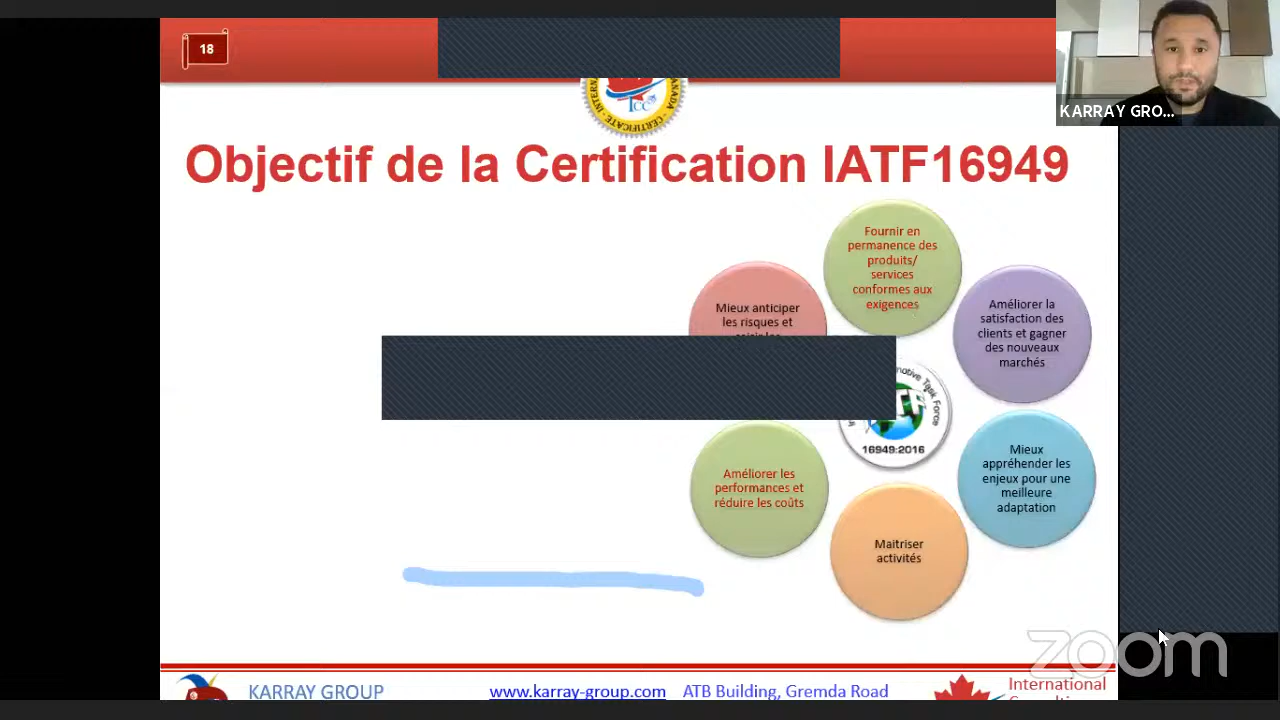 18
KARRAY GRO...
Objectif de la Certification IATF16949
Fournir en
permanence des
produits/
services
conformes aux
exigences
Mieux anticiper
les risques et
Améliorer la
satisfaction des
clients et gagner
des nouveaux
marchés
Task Force
16949:2016
Mieux
appréhender les
enjeux pour une
meilleure
adaptation
Améliorer les
performances et
réduire les coûts
Maitriser
activités
zoom
KARRAY GROUP
www.karray-group.com ATB Building, Gremda Road
International